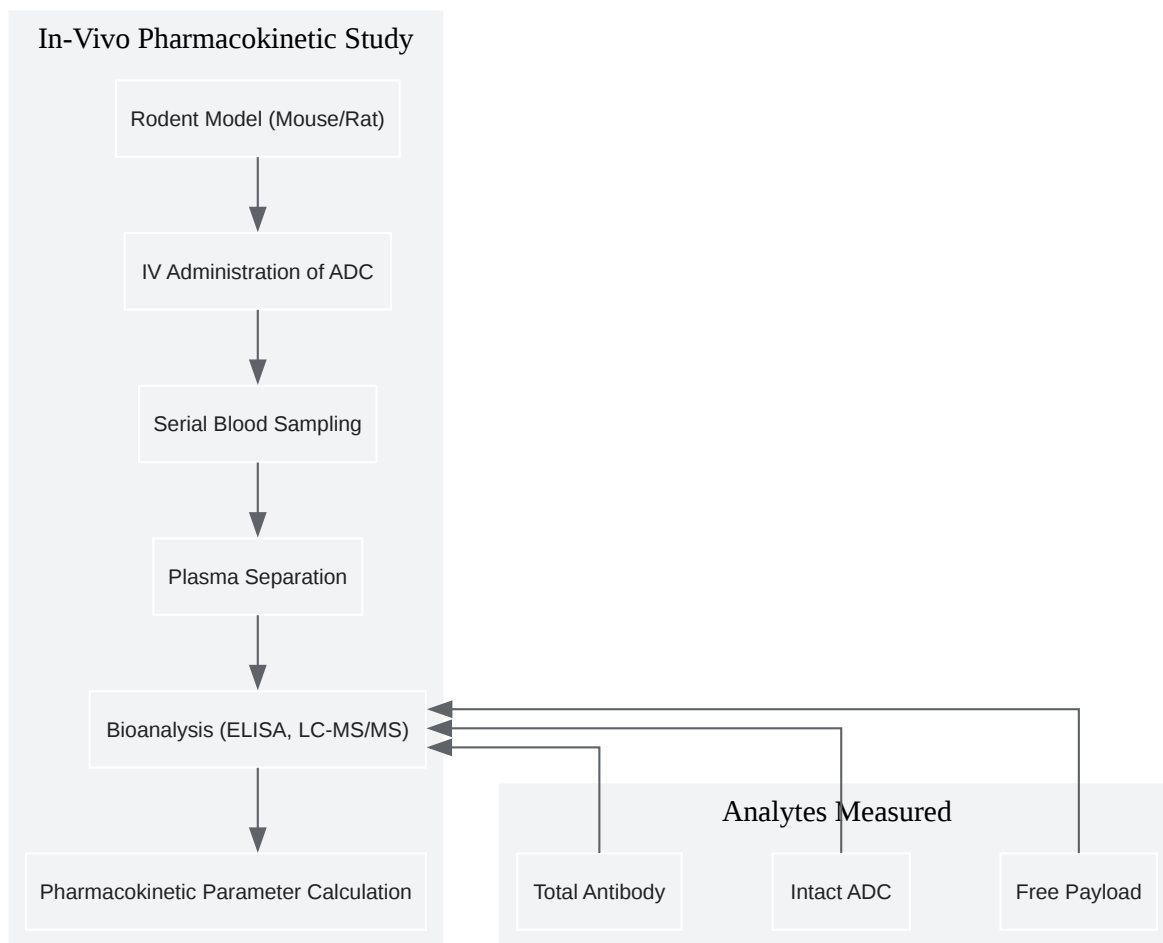 In-Vivo Pharmacokinetic Study
Rodent Model (Mouse/Rat)
IV Administration of ADC
Serial Blood Sampling
Plasma Separation
Bioanalysis (ELISA, LC-MS/MS)
Pharmacokinetic Parameter Calculation
Analytes Measured
Total Antibody
Intact ADC
Free Payload